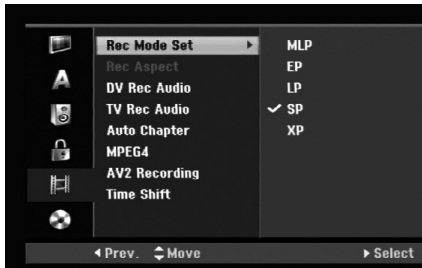 Rec Mode Set
Rec Aspect
DV Rec Audio
TV Rec Audio
Auto Chapter
MPEG4
AV2 Recording
Time Shift
MLP
EP
LP
SP
XP
Prev. Move Select